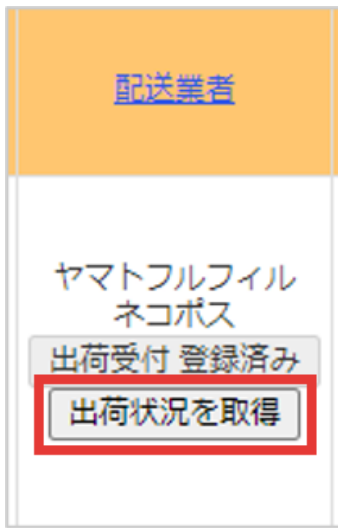 配送業者
ヤマトフルフィル
ネコポス
出荷受付 登録済み
出荷状況を取得